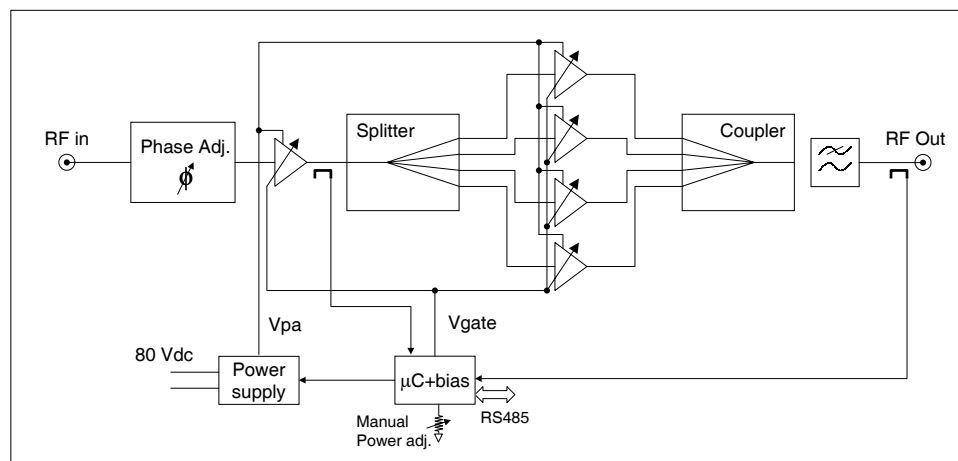 RF in
Phase Adj.
ϕ
Splitter
Coupler
RF Out
Vpa
Vgate
80 Vdc
Power
supply
μC+bias
RS485
Manual
Power adj.